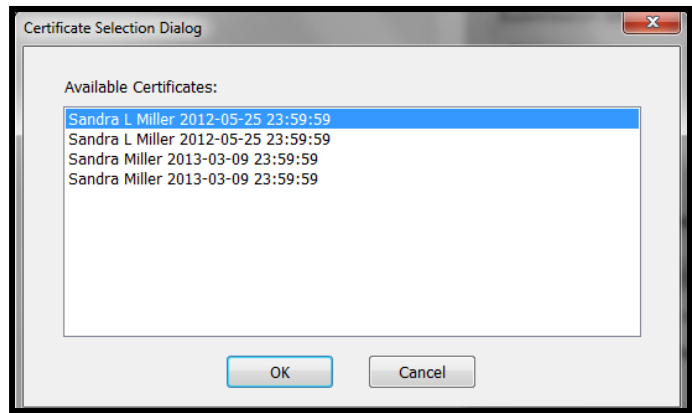 Certificate Selection Dialog
Available Certificates:
Sandra L Miller 2012-05-25 23:59:59
Sandra L Miller 2012-05-25 23:59:59
Sandra Miller 2013-03-09 23:59:59
Sandra Miller 2013-03-09 23:59:59
OK Cancel